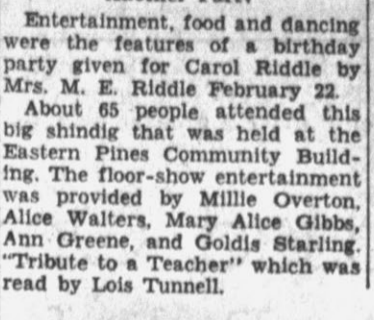 Entertainment, food and dancing
were the features of a birthday
party given for Carol Riddle by
Mrs. M. E. Riddle February 22.
About 65 people attended this
big shindig that was held at the
Eastern Pines Community Build-
ing. The floor-show entertainment
was provided by Millie Overton,
Alice Walters, Mary Alice Gibbs,
Ann Greene, and Goldis Starling.
"Tribute to a Teacher" which was
read by Lois Tunnell.